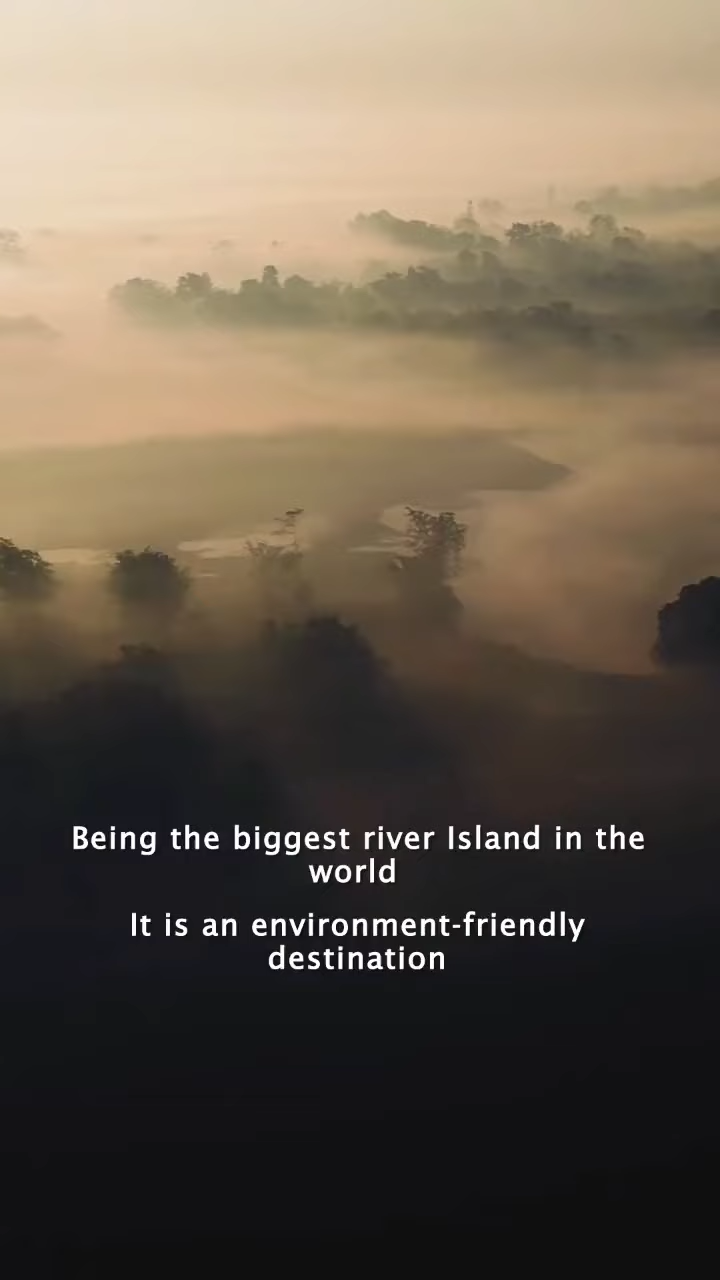 Being the biggest river Island in the
world
It is an environment-friendly
destination